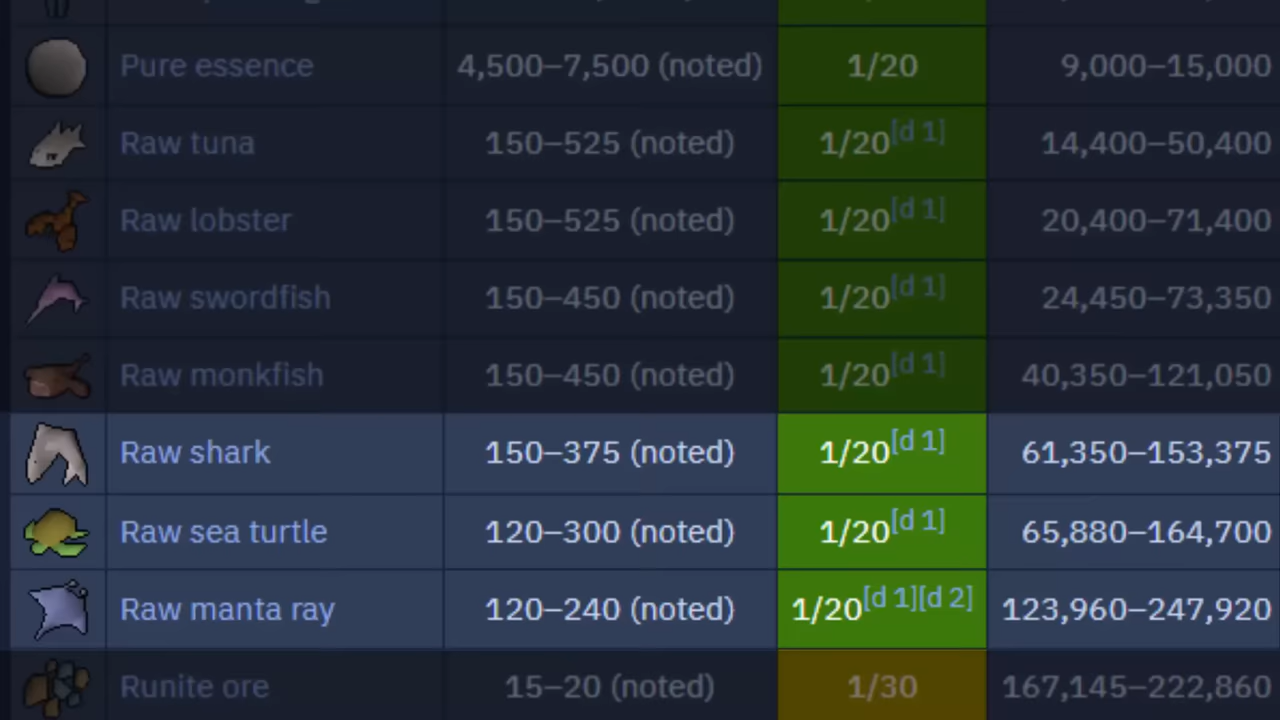 Pure essence 4,500–7,500 (noted) 1/20 9,000–15,000
Raw tuna 150–525 (noted) 1/20[d 1] 14,400–50,400
Raw lobster 150–525 (noted) 1/20[d 1] 20,400–71,400
Raw swordfish 150–450 (noted) 1/20[d 1] 24,450–73,350
Raw monkfish 150–450 (noted) 1/20[d 1] 40,350–121,050
Raw shark 150–375 (noted) 1/20[d 1] 61,350–153,375
Raw sea turtle 120–300 (noted) 1/20[d 1] 65,880–164,700
Raw manta ray 120–240 (noted) 1/20[d 1][d 2] 123,960–247,920
Runite ore 15–20 (noted) 1/30 167,145–222,860